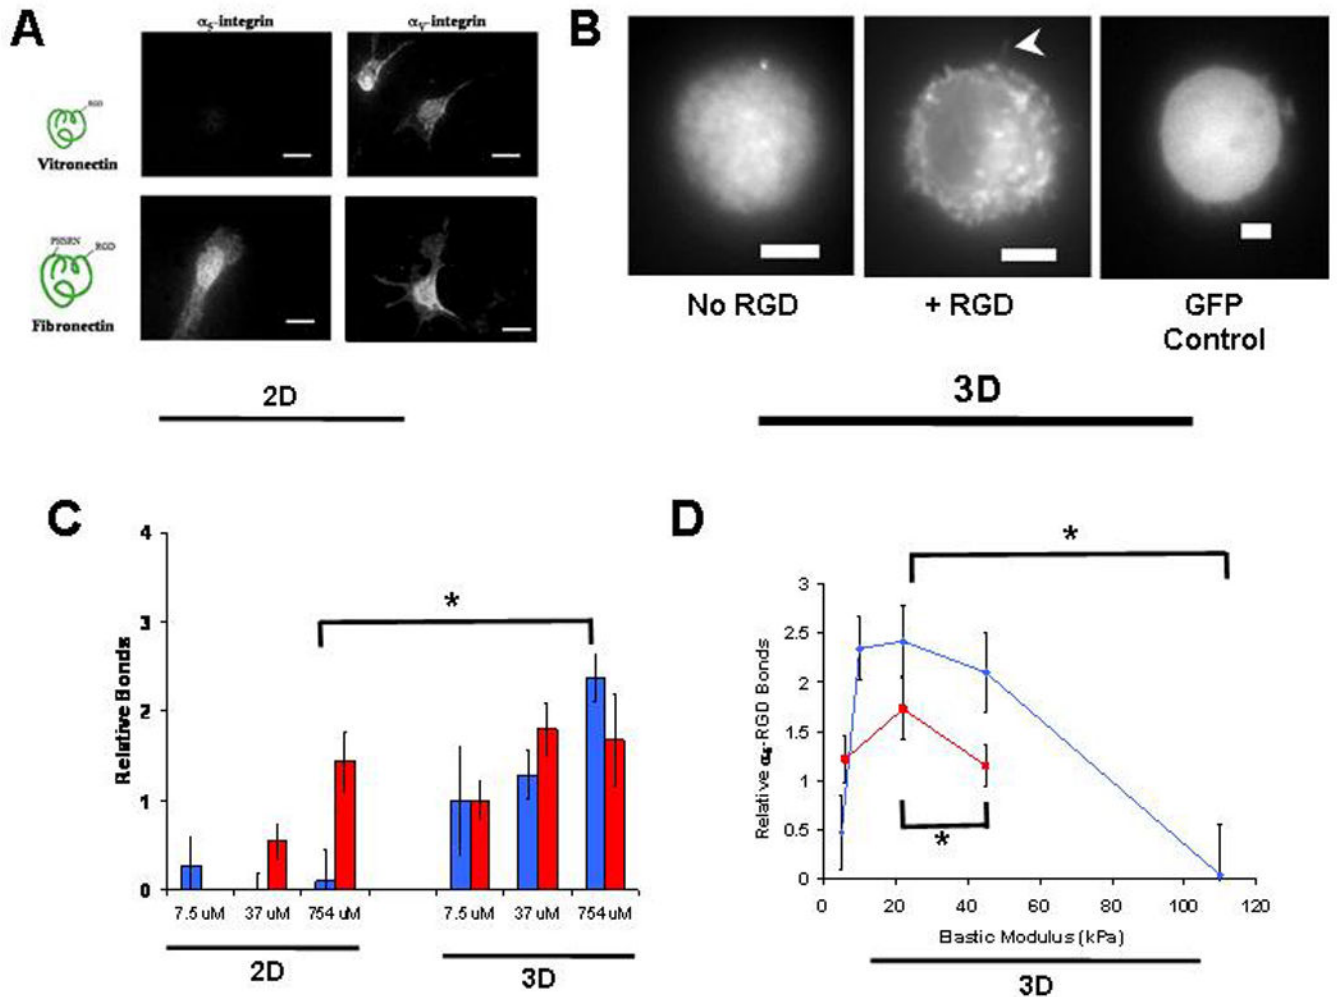 A
α5-integrin
αV-integrin
RGD
Vitronectin
PHSRN
RGD
Fibronectin
2D
B
No RGD
+ RGD
GFP
Control
3D
C
4
3
2
1
0
Relative Bonds
*
7.5 uM
37 uM
754 uM
7.5 uM
37 uM
754 uM
2D
3D
D
*
3
2.5
2
1.5
1
0.5
0
Relative α5-RGD Bonds
*
0
20
40
60
80
100
120
Elastic Modulus (kPa)
3D